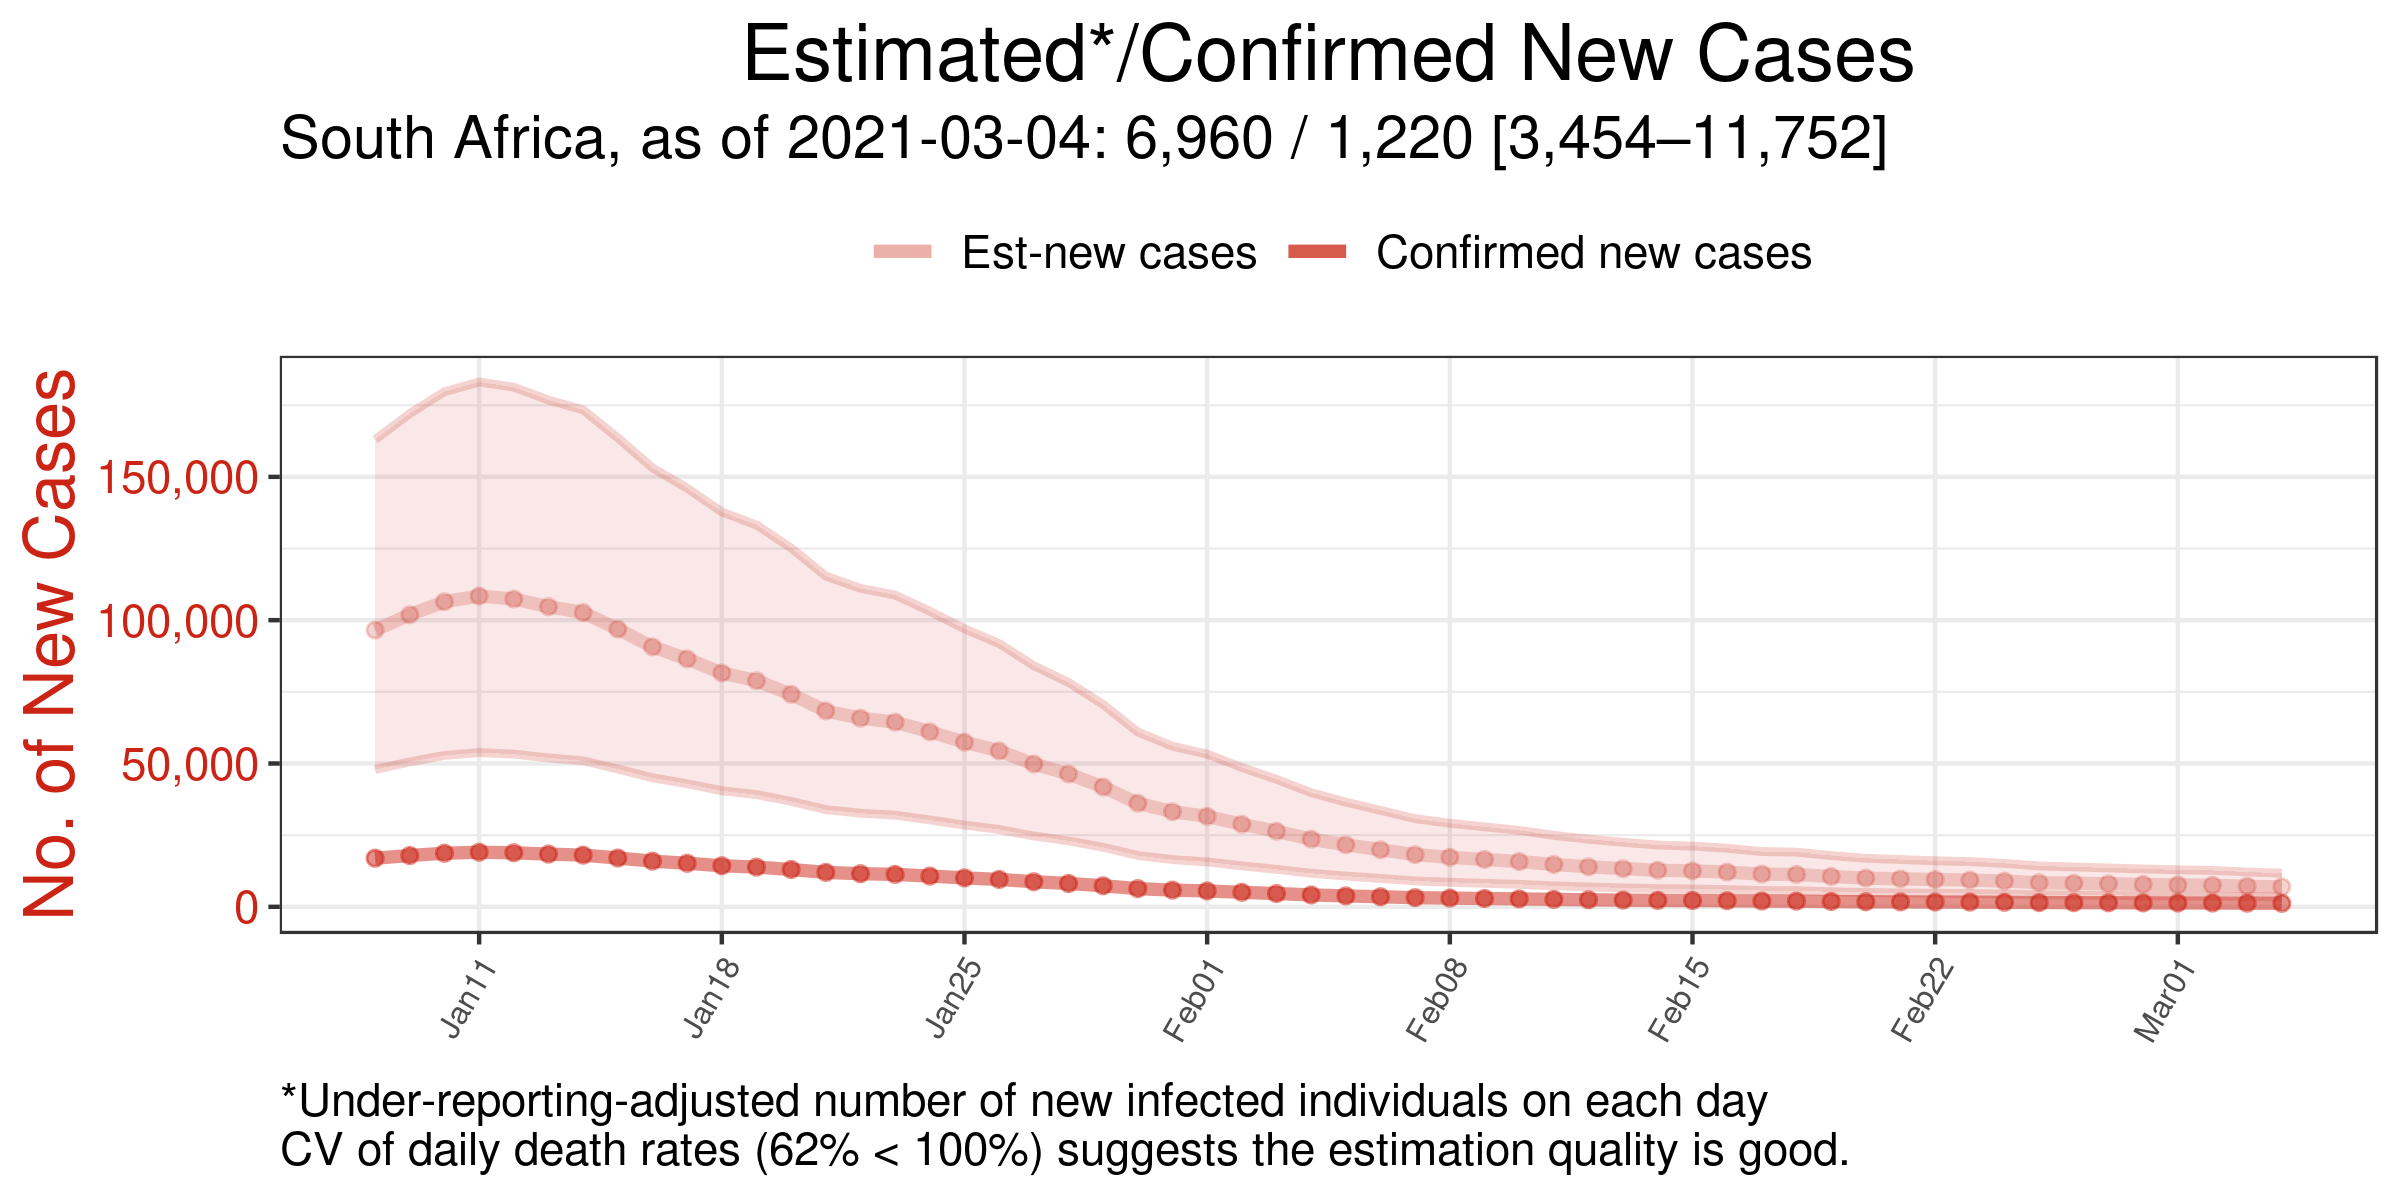 Estimated*/Confirmed New Cases
South Africa, as of 2021-03-04: 6,960 / 1,220 [3,454–11,752]
Est-new cases
Confirmed new cases
No. of New Cases
150,000
100,000
50,000
0
Jan11
Jan18
Jan25
Feb01
Feb08
Feb15
Feb22
Mar01
*Under-reporting-adjusted number of new infected individuals on each day
CV of daily death rates (62% < 100%) suggests the estimation quality is good.